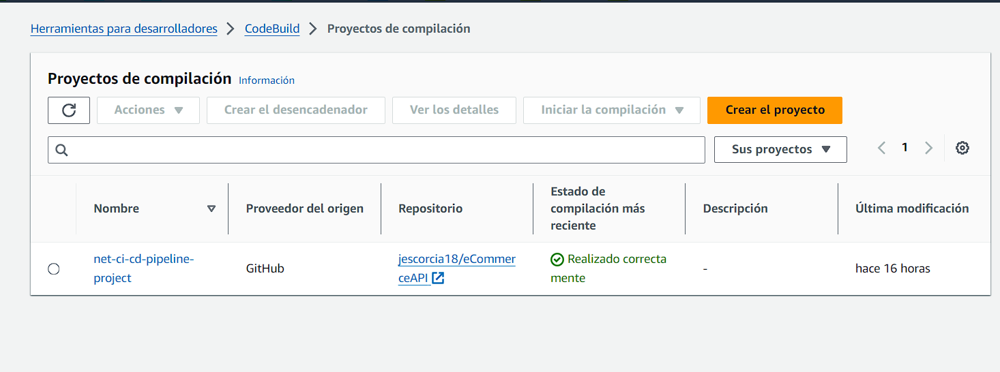 Herramientas para desarrolladores > CodeBuild > Proyectos de compilación
Proyectos de compilación Información
Acciones Crear el desencadenador Ver los detalles Iniciar la compilación Crear el proyecto
Sus proyectos 1
Nombre Proveedor del origen Repositorio Estado de compilación más reciente Descripción Última modificación
net-ci-cd-pipeline-project GitHub jescorcia18/eCommerceAPI Realizado correctamente - hace 16 horas